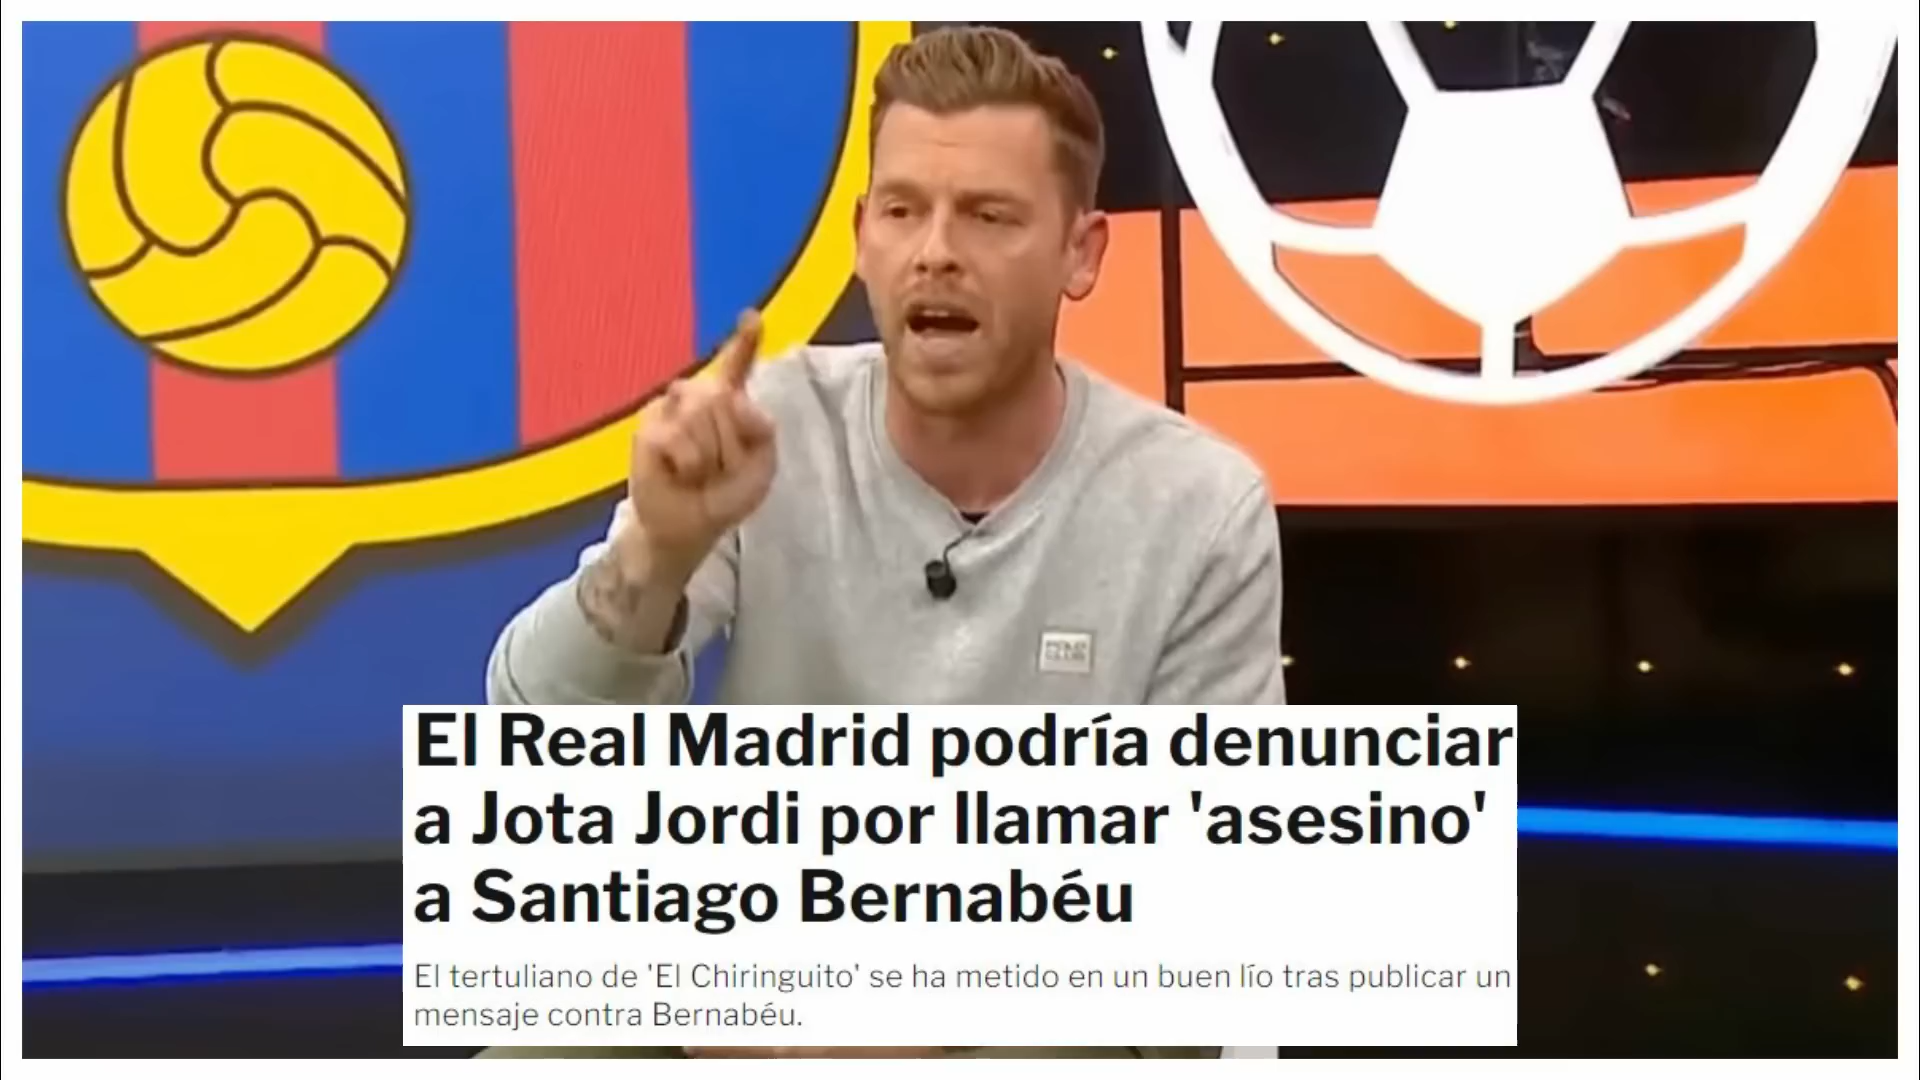 El Real Madrid podría denunciar
a Jota Jordi por llamar 'asesino'
a Santiago Bernabéu
El tertuliano de 'El Chiringuito' se ha metido en un buen lío tras publicar un
mensaje contra Bernabéu.